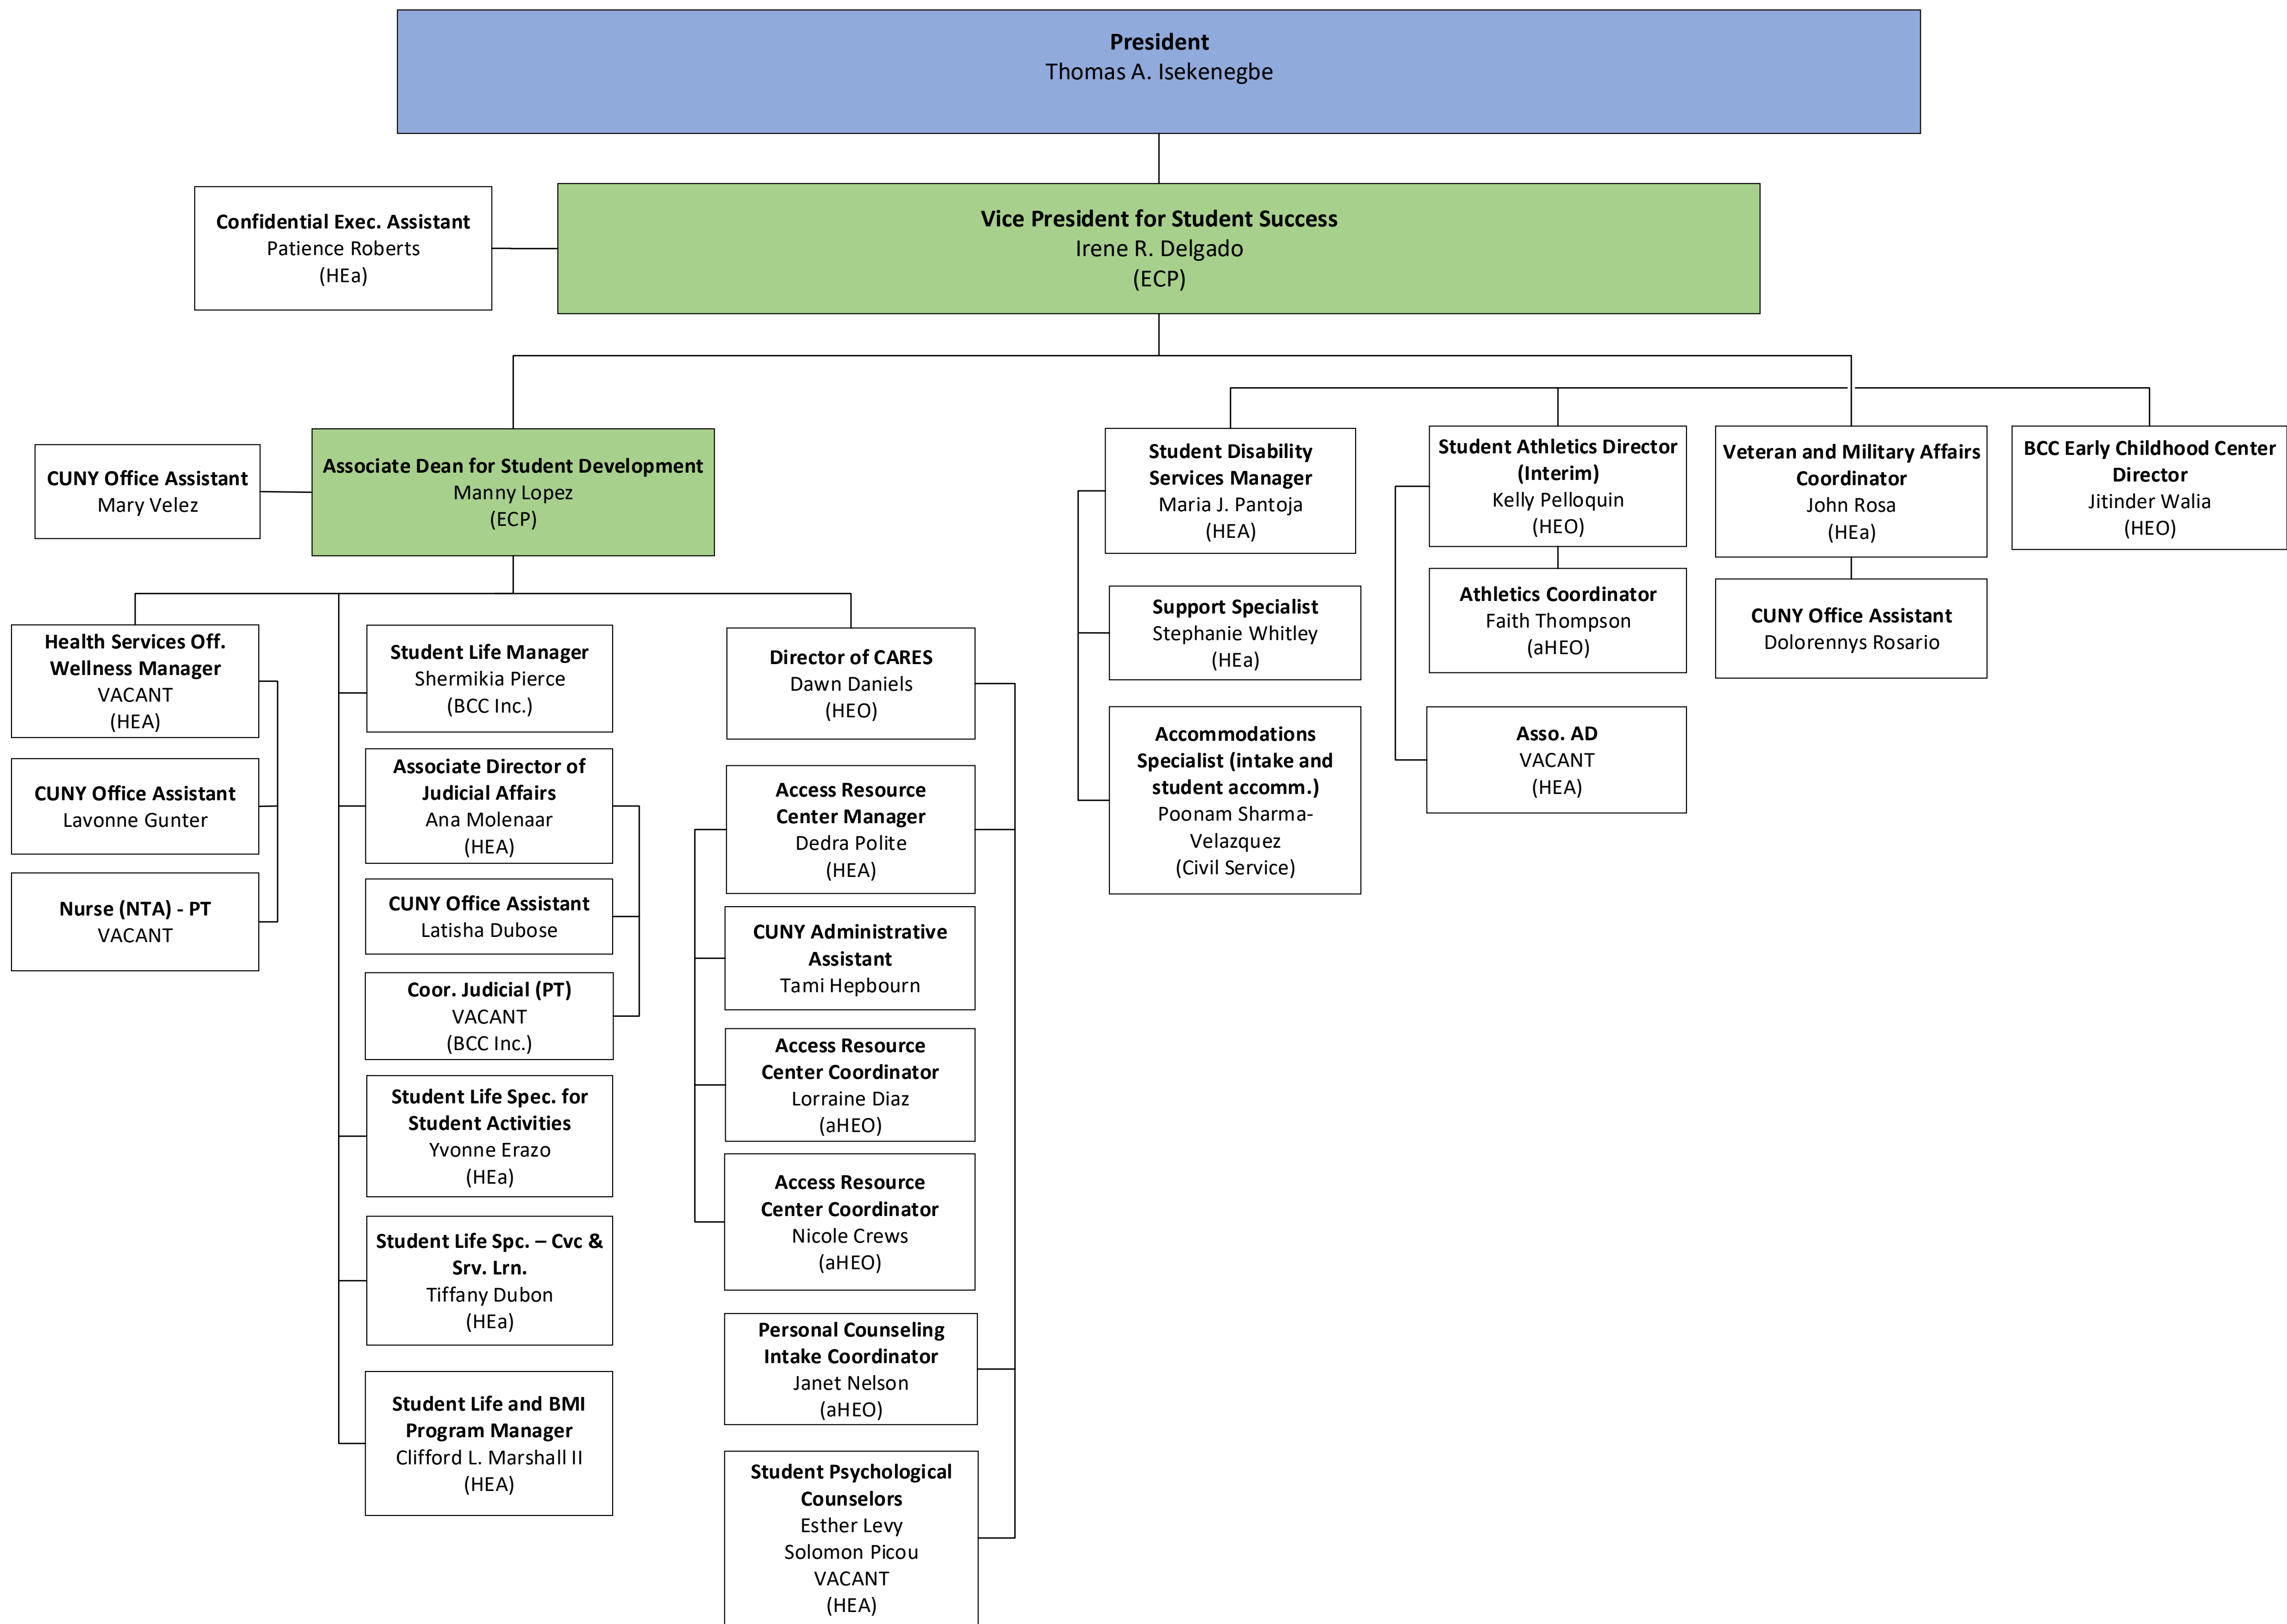 President
Thomas A. Isekenegbe
Confidential Exec. Assistant
Patience Roberts
(HEa)
Vice President for Student Success
Irene R. Delgado
(ECP)
CUNY Office Assistant
Mary Velez
Associate Dean for Student Development
Manny Lopez
(ECP)
Student Disability
Services Manager
Maria J. Pantoja
(HEA)
Student Athletics Director
(Interim)
Kelly Pelloquin
(HEO)
Veteran and Military Affairs
Coordinator
John Rosa
(HEa)
BCC Early Childhood Center
Director
Jitinder Walia
(HEO)
Support Specialist
Stephanie Whitley
(HEa)
Accommodations
Specialist (intake and
student accomm.)
Poonam Sharma-
Velazquez
(Civil Service)
Athletics Coordinator
Faith Thompson
(aHEO)
Asso. AD
VACANT
(HEA)
CUNY Office Assistant
Dolorennys Rosario
Health Services Off.
Wellness Manager
VACANT
(HEA)
CUNY Office Assistant
Lavonne Gunter
Nurse (NTA) - PT
VACANT
Student Life Manager
Shermikia Pierce
(BCC Inc.)
Associate Director of
Judicial Affairs
Ana Molenaar
(HEA)
CUNY Office Assistant
Latisha Dubose
Coor. Judicial (PT)
VACANT
(BCC Inc.)
Student Life Spec. for
Student Activities
Yvonne Erazo
(HEa)
Student Life Spc. – Cvc &
Srv. Lrn.
Tiffany Dubon
(HEa)
Student Life and BMI
Program Manager
Clifford L. Marshall II
(HEA)
Director of CARES
Dawn Daniels
(HEO)
Access Resource
Center Manager
Dedra Polite
(HEA)
CUNY Administrative
Assistant
Tami Hepbourn
Access Resource
Center Coordinator
Lorraine Diaz
(aHEO)
Access Resource
Center Coordinator
Nicole Crews
(aHEO)
Personal Counseling
Intake Coordinator
Janet Nelson
(aHEO)
Student Psychological
Counselors
Esther Levy
Solomon Picou
VACANT
(HEA)